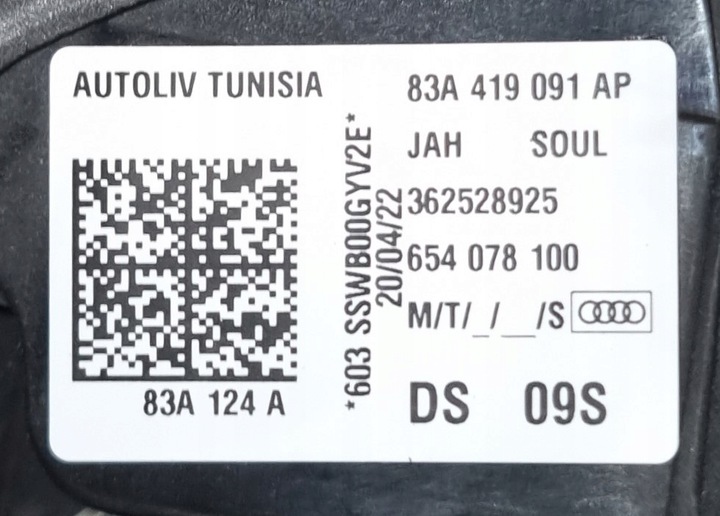 AUTOLIV TUNISIA
83A 124 A
*603 SSWB00GYV2E*
20/04/22
83A 419 091 AP
JAH SOUL
362528925
654 078 100
M/T/_/__/S
DS 09S